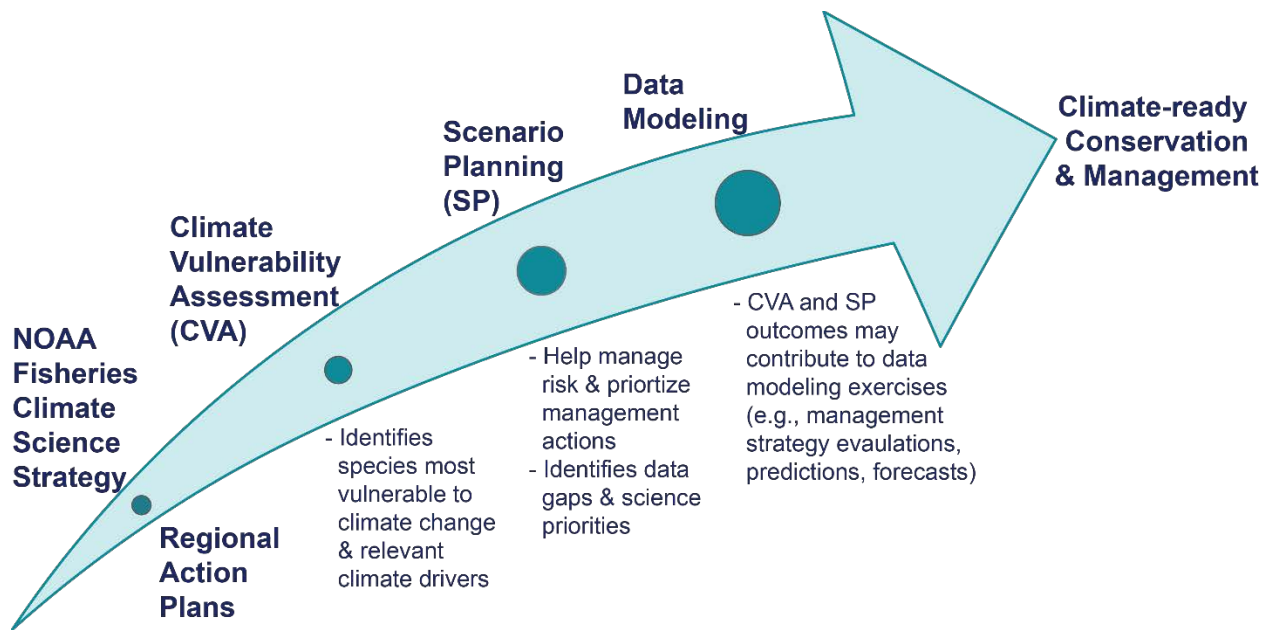 NOAA
Fisheries
Climate
Science
Strategy
Regional
Action
Plans
Climate
Vulnerability
Assessment
(CVA)
- Identifies
species most
vulnerable to
climate change
& relevant
climate drivers
Scenario
Planning
(SP)
- Help manage
risk & priortize
management
actions
- Identifies data
gaps & science
priorities
Data
Modeling
- CVA and SP
outcomes may
contribute to data
modeling exercises
(e.g., management
strategy evaulations,
predictions, forecasts)
Climate-ready
Conservation
& Management